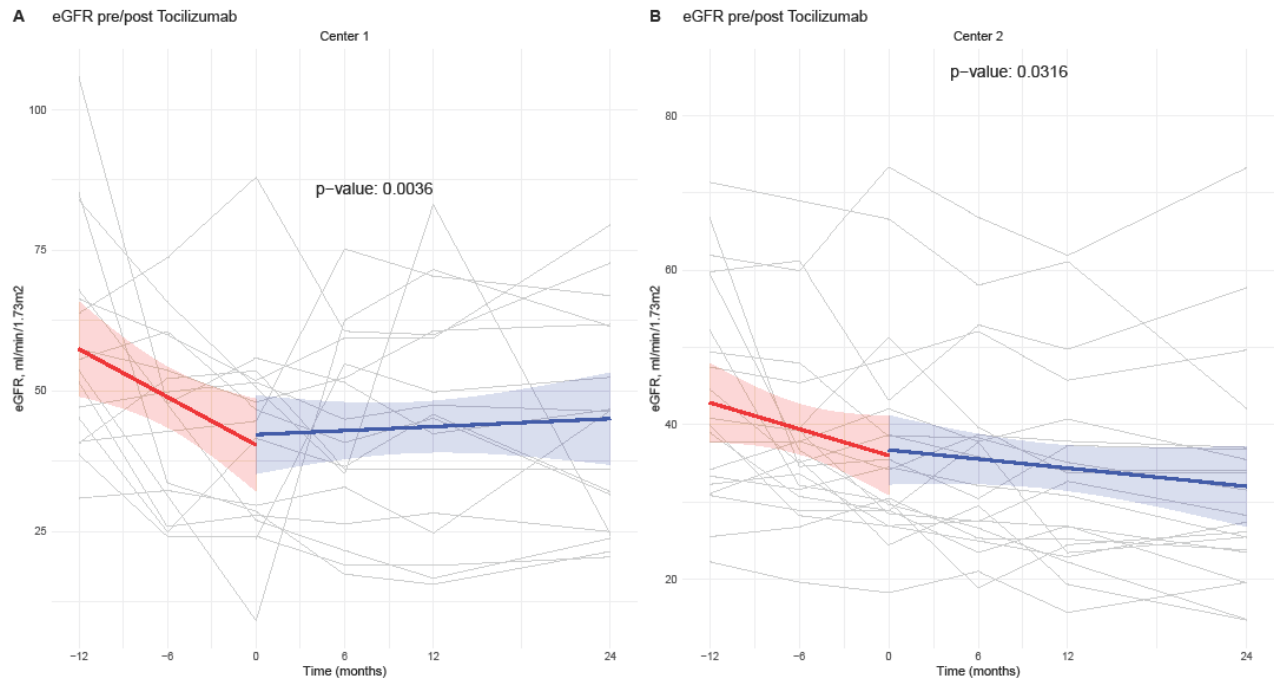 A eGFR pre/post Tocilizumab
Center 1
p-value: 0.0036
100
75
50
25
eGFR, ml/min/1.73m2
-12 -6 0 6 12 24
Time (months)
B eGFR pre/post Tocilizumab
Center 2
p-value: 0.0316
80
60
40
20
eGFR, ml/min/1.73m2
-12 -6 0 6 12 24
Time (months)